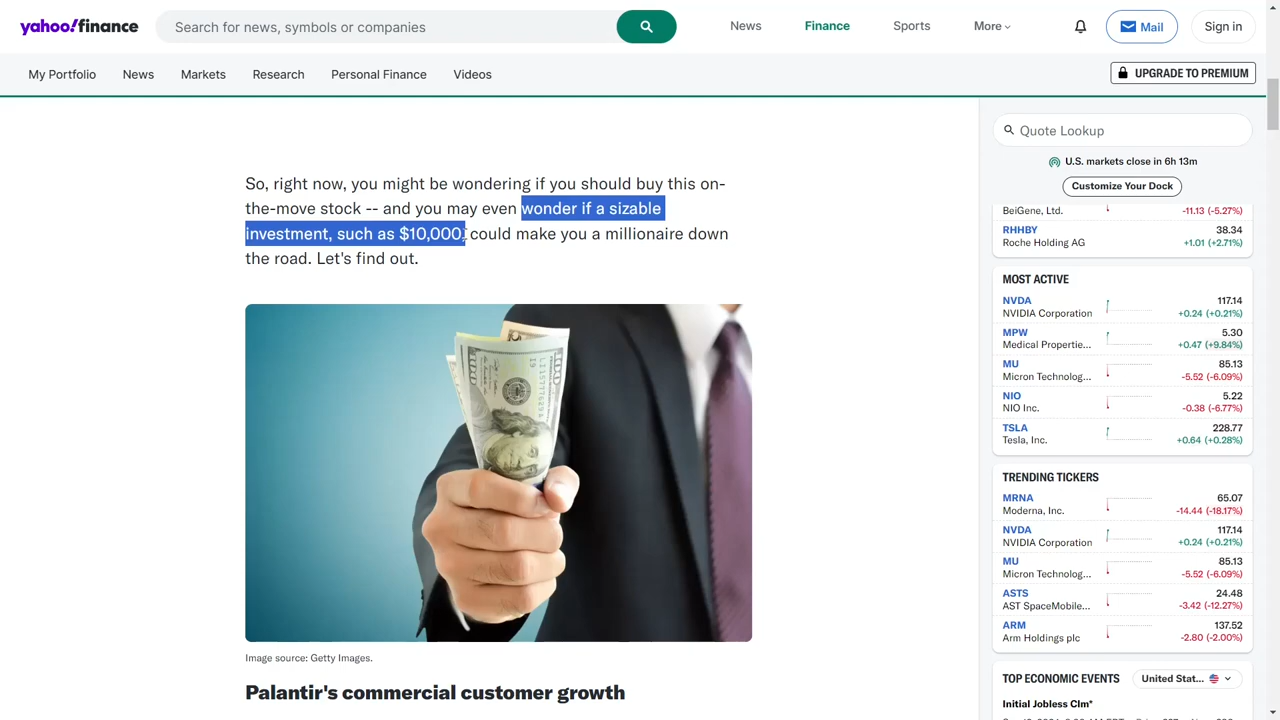 yahoo!finance
Search for news, symbols or companies
News
Finance
Sports
More
Mail
Sign in
My Portfolio
News
Markets
Research
Personal Finance
Videos
UPGRADE TO PREMIUM
So, right now, you might be wondering if you should buy this on-
the-move stock -- and you may even wonder if a sizable
investment, such as $10,000, could make you a millionaire down
the road. Let's find out.
Image source: Getty Images.
Palantir's commercial customer growth
Quote Lookup
U.S. markets close in 6h 13m
Customize Your Dock
BeiGene, Ltd. -11.13 (-5.27%)
RHHBY 38.34
Roche Holding AG +1.01 (+2.71%)
MOST ACTIVE
NVDA 117.14
NVIDIA Corporation +0.24 (+0.21%)
MPW 5.30
Medical Propertie... +0.47 (+9.84%)
MU 85.13
Micron Technolog... -5.52 (-6.09%)
NIO 5.22
NIO Inc. -0.38 (-6.77%)
TSLA 228.77
Tesla, Inc. +0.64 (+0.28%)
TRENDING TICKERS
MRNA 65.07
Moderna, Inc. -14.44 (-18.17%)
NVDA 117.14
NVIDIA Corporation +0.24 (+0.21%)
MU 85.13
Micron Technolog... -5.52 (-6.09%)
ASTS 24.48
AST SpaceMobile... -3.42 (-12.27%)
ARM 137.52
Arm Holdings plc -2.80 (-2.00%)
TOP ECONOMIC EVENTS
United Stat...
Initial Jobless Clm*